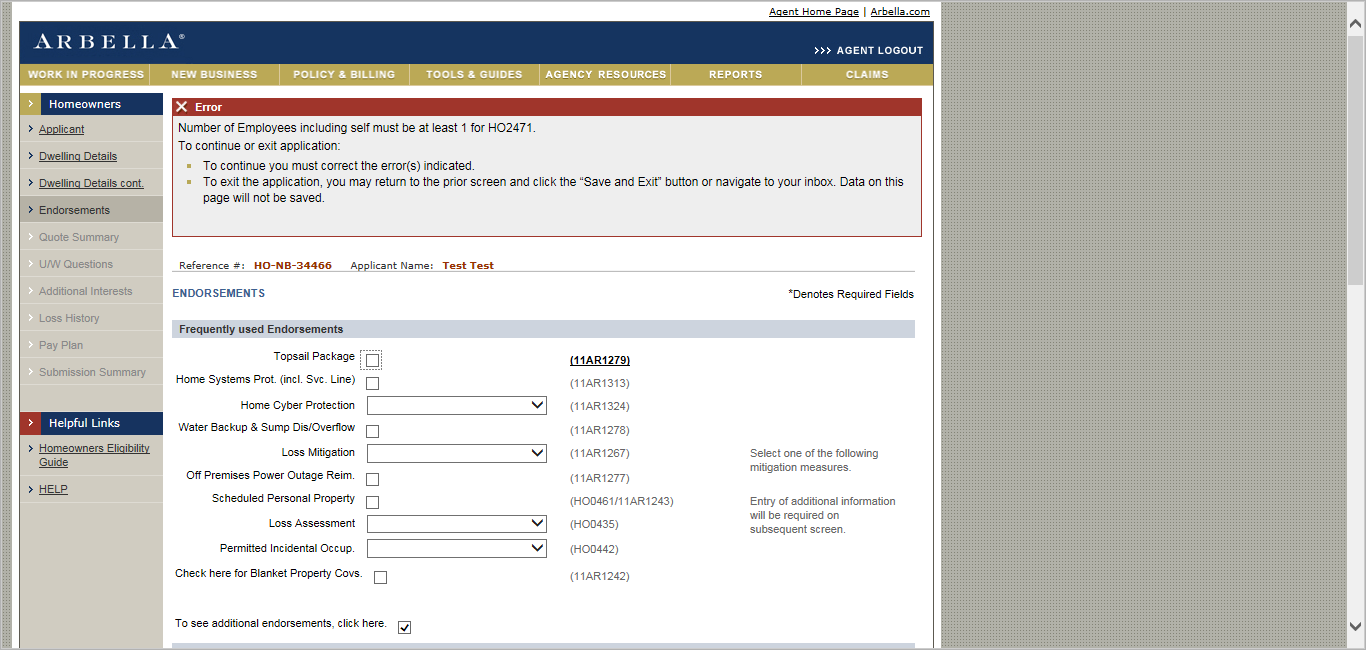 Agent Home Page | Arbella.com
ARBELLA®
>>> AGENT LOGOUT
WORK IN PROGRESS NEW BUSINESS POLICY & BILLING TOOLS & GUIDES AGENCY RESOURCES REPORTS CLAIMS
Homeowners
Applicant
Dwelling Details
Dwelling Details cont.
Endorsements
Quote Summary
U/W Questions
Additional Interests
Loss History
Pay Plan
Submission Summary
Helpful Links
Homeowners Eligibility
Guide
HELP
Error
Number of Employees including self must be at least 1 for HO2471.
To continue or exit application:
To continue you must correct the error(s) indicated.
To exit the application, you may return to the prior screen and click the “Save and Exit” button or navigate to your inbox. Data on this
page will not be saved.
Reference #: HO-NB-34466 Applicant Name: Test Test
ENDORSEMENTS
*Denotes Required Fields
Frequently used Endorsements
Topsail Package (11AR1279)
Home Systems Prot. (incl. Svc. Line) (11AR1313)
Home Cyber Protection (11AR1324)
Water Backup & Sump Dis/Overflow (11AR1278)
Loss Mitigation (11AR1267) Select one of the following
mitigation measures.
Off Premises Power Outage Reim. (11AR1277)
Scheduled Personal Property (HO0461/11AR1243) Entry of additional information
will be required on
subsequent screen.
Loss Assessment (HO0435)
Permitted Incidental Occup. (HO0442)
Check here for Blanket Property Covs. (11AR1242)
To see additional endorsements, click here.